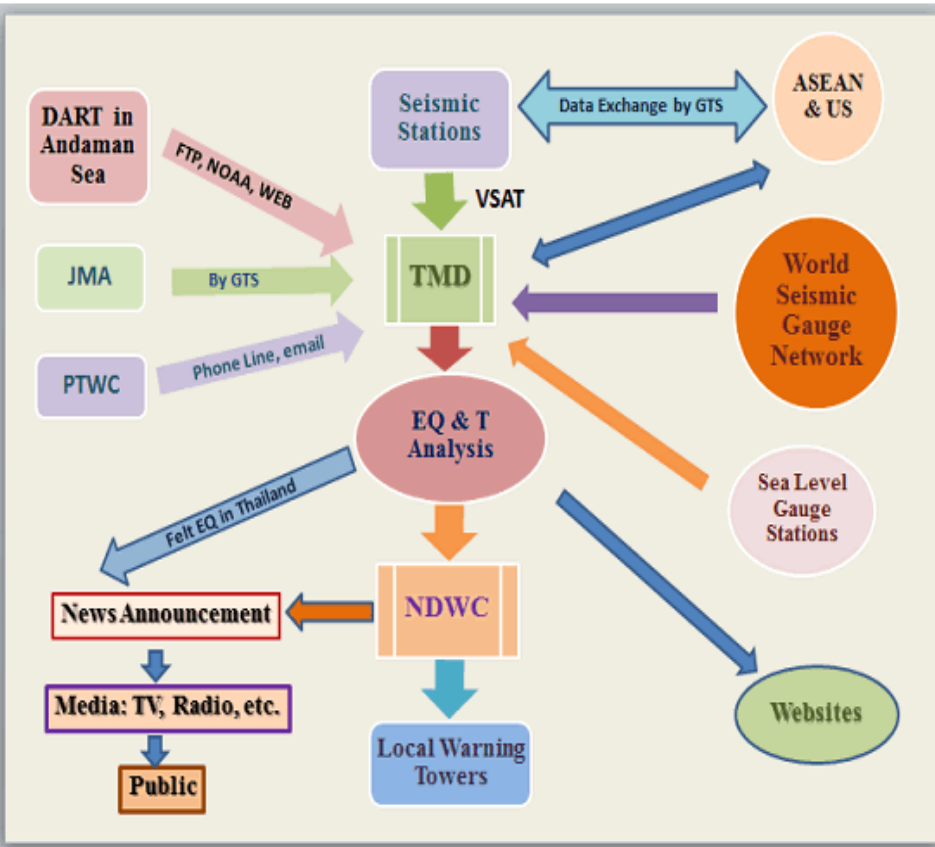 DART in
Andaman
Sea
FTP, NOAA, WEB
Seismic
Stations
Data Exchange by GTS
ASEAN
& US
VSAT
JMA
By GTS
TMD
World
Seismic
Gauge
Network
PTWC
Phone Line, email
EQ & T
Analysis
Sea Level
Gauge
Stations
Felt EQ in Thailand
News Announcement
NDWC
Media: TV, Radio, etc.
Local Warning
Towers
Websites
Public